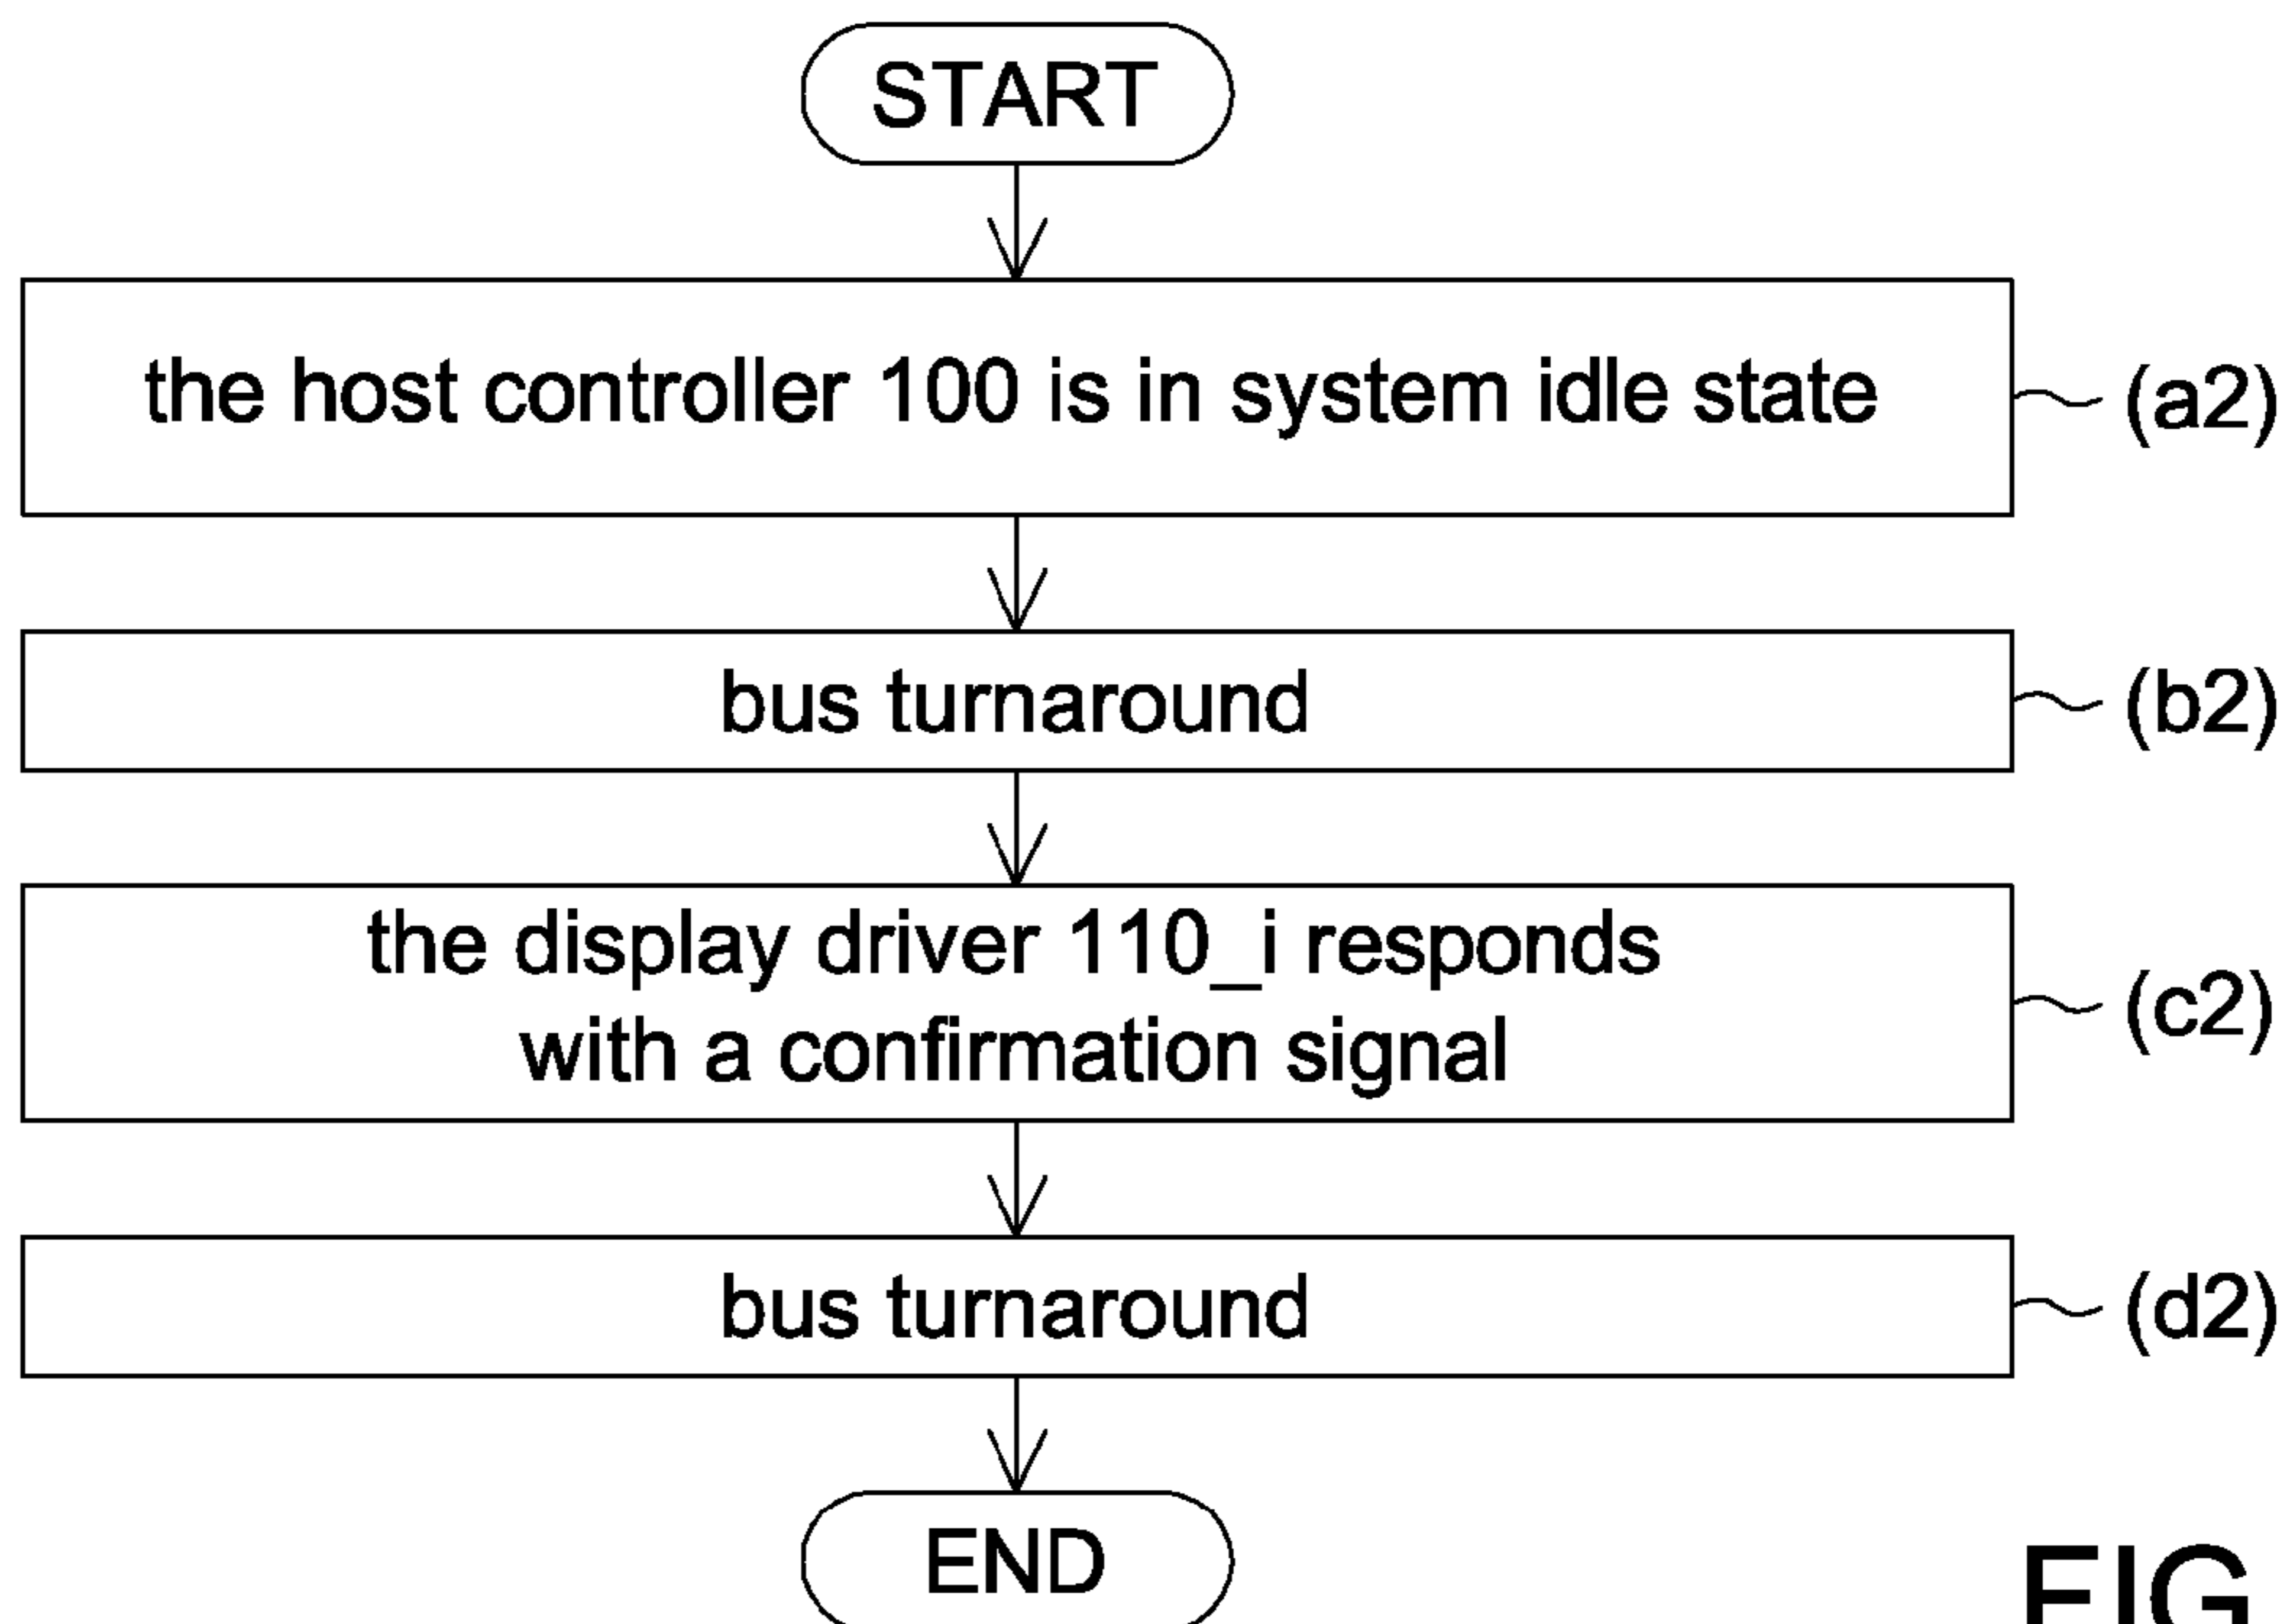 START
the host controller 100 is in system idle state
(a2)
bus turnaround
(b2)
the display driver 110_i responds
with a confirmation signal
(c2)
bus turnaround
(d2)
END
FIG